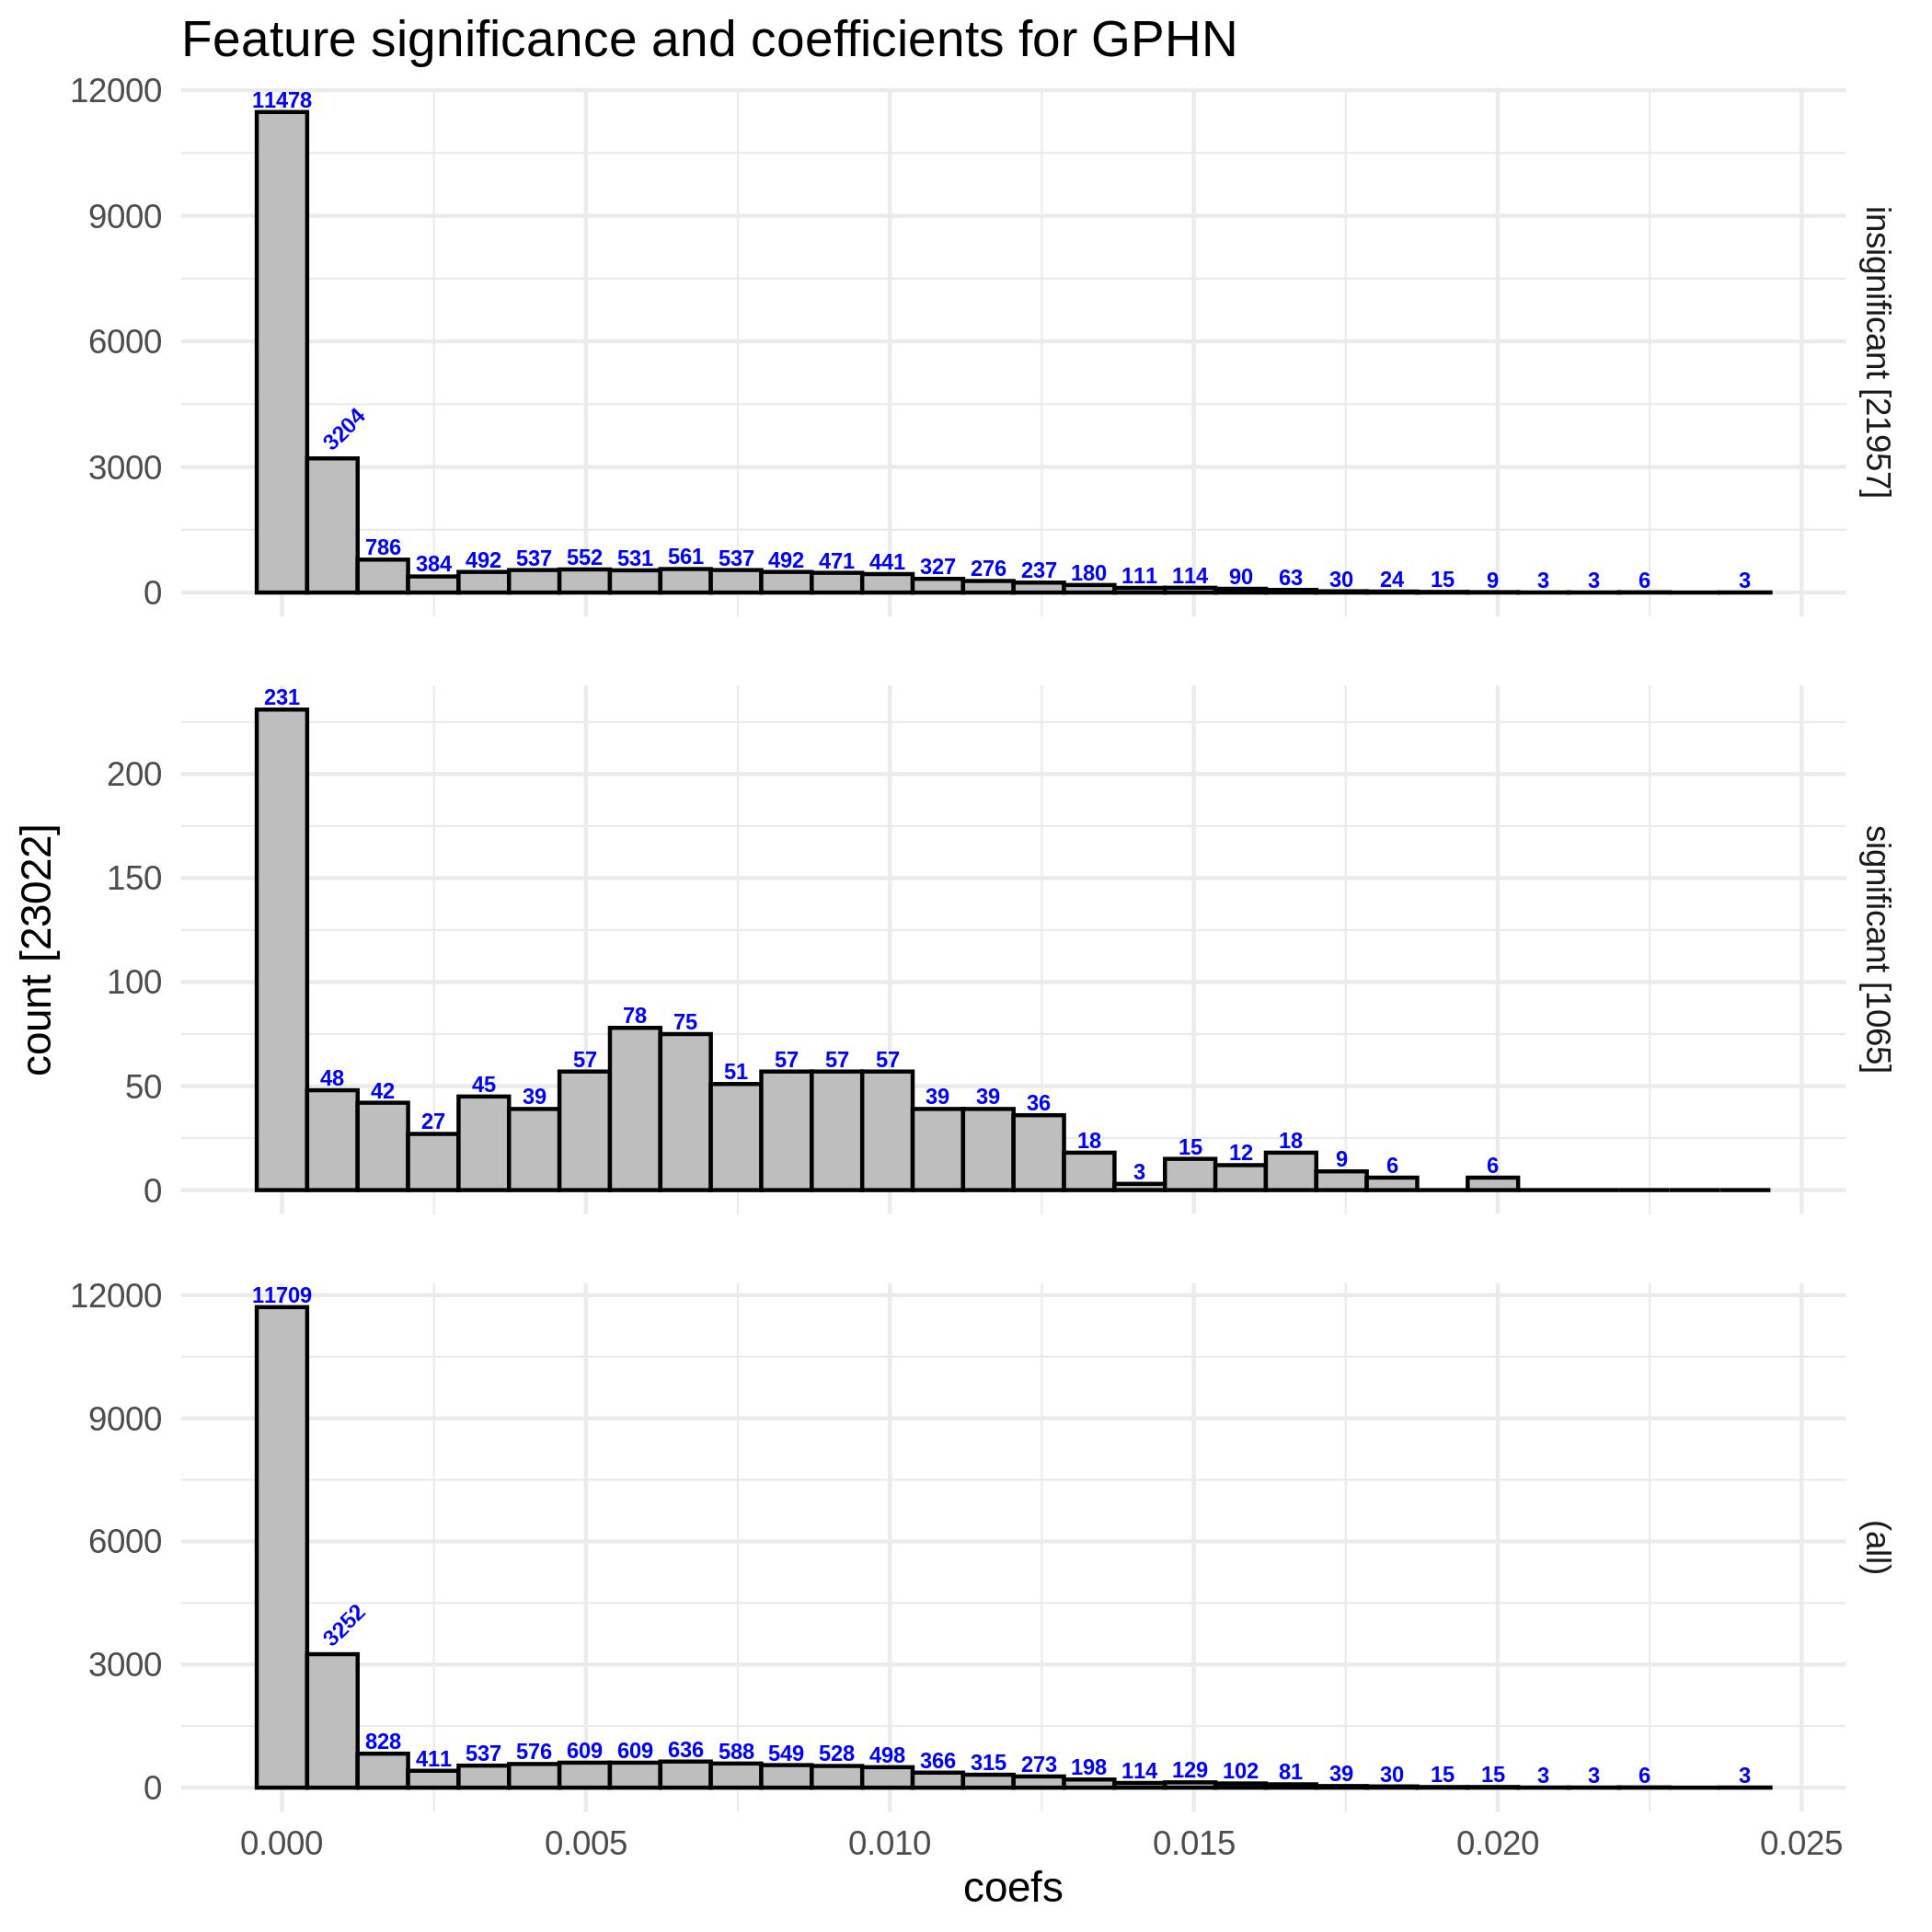 Feature significance and coefficients for GPHN
12000
9000
6000
3000
0
11478
3204
786 384 492 537 552 531 561 537 492 471 441 327 276 237 180 111 114 90 63 30 24 15 9 3 3 6 3
insignificant [21957]
count [23022]
200
150
100
50
0
231
48 42 27 45 39 57 78 75 51 57 57 57 39 39 36 18 3 15 12 18 9 6 6
significant [1065]
12000
9000
6000
3000
0
11709
3252
828 411 537 576 609 609 636 588 549 528 498 366 315 273 198 114 129 102 81 39 30 15 15 3 3 6 3
(all)
0.000 0.005 0.010 0.015 0.020 0.025
coefs